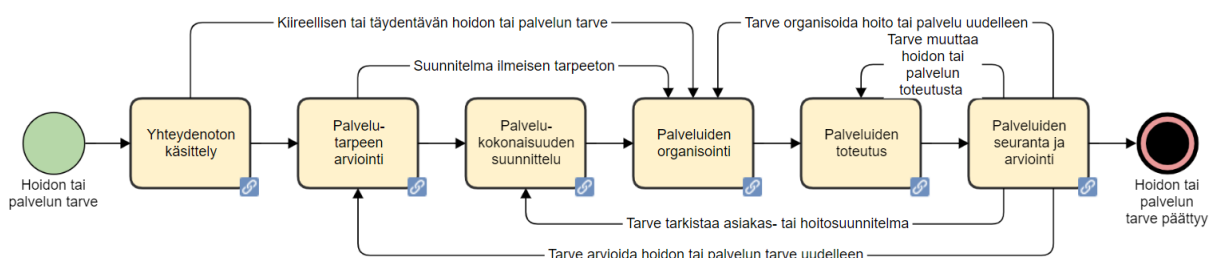 Kiireellisen tai täydentävän hoidon tai palvelun tarve
Tarve organisoida hoito tai palvelu uudelleen
Tarve muuttaa
hoidon tai
palvelun
toteutusta
Suunnitelma ilmeisen tarpeeton
Hoidon tai
palvelun tarve
Yhteydenoton
käsittely
Palvelu-
tarpeen
arviointi
Palvelu-
kokonaisuuden
suunnittelu
Palveluiden
organisointi
Palveluiden
toteutus
Palveluiden
seuranta ja
arviointi
Hoidon tai
palvelun
tarve päättyy
Tarve tarkistaa asiakas- tai hoitosuunnitelma
Tarve arvioida hoidon tai palvelun tarve uudelleen